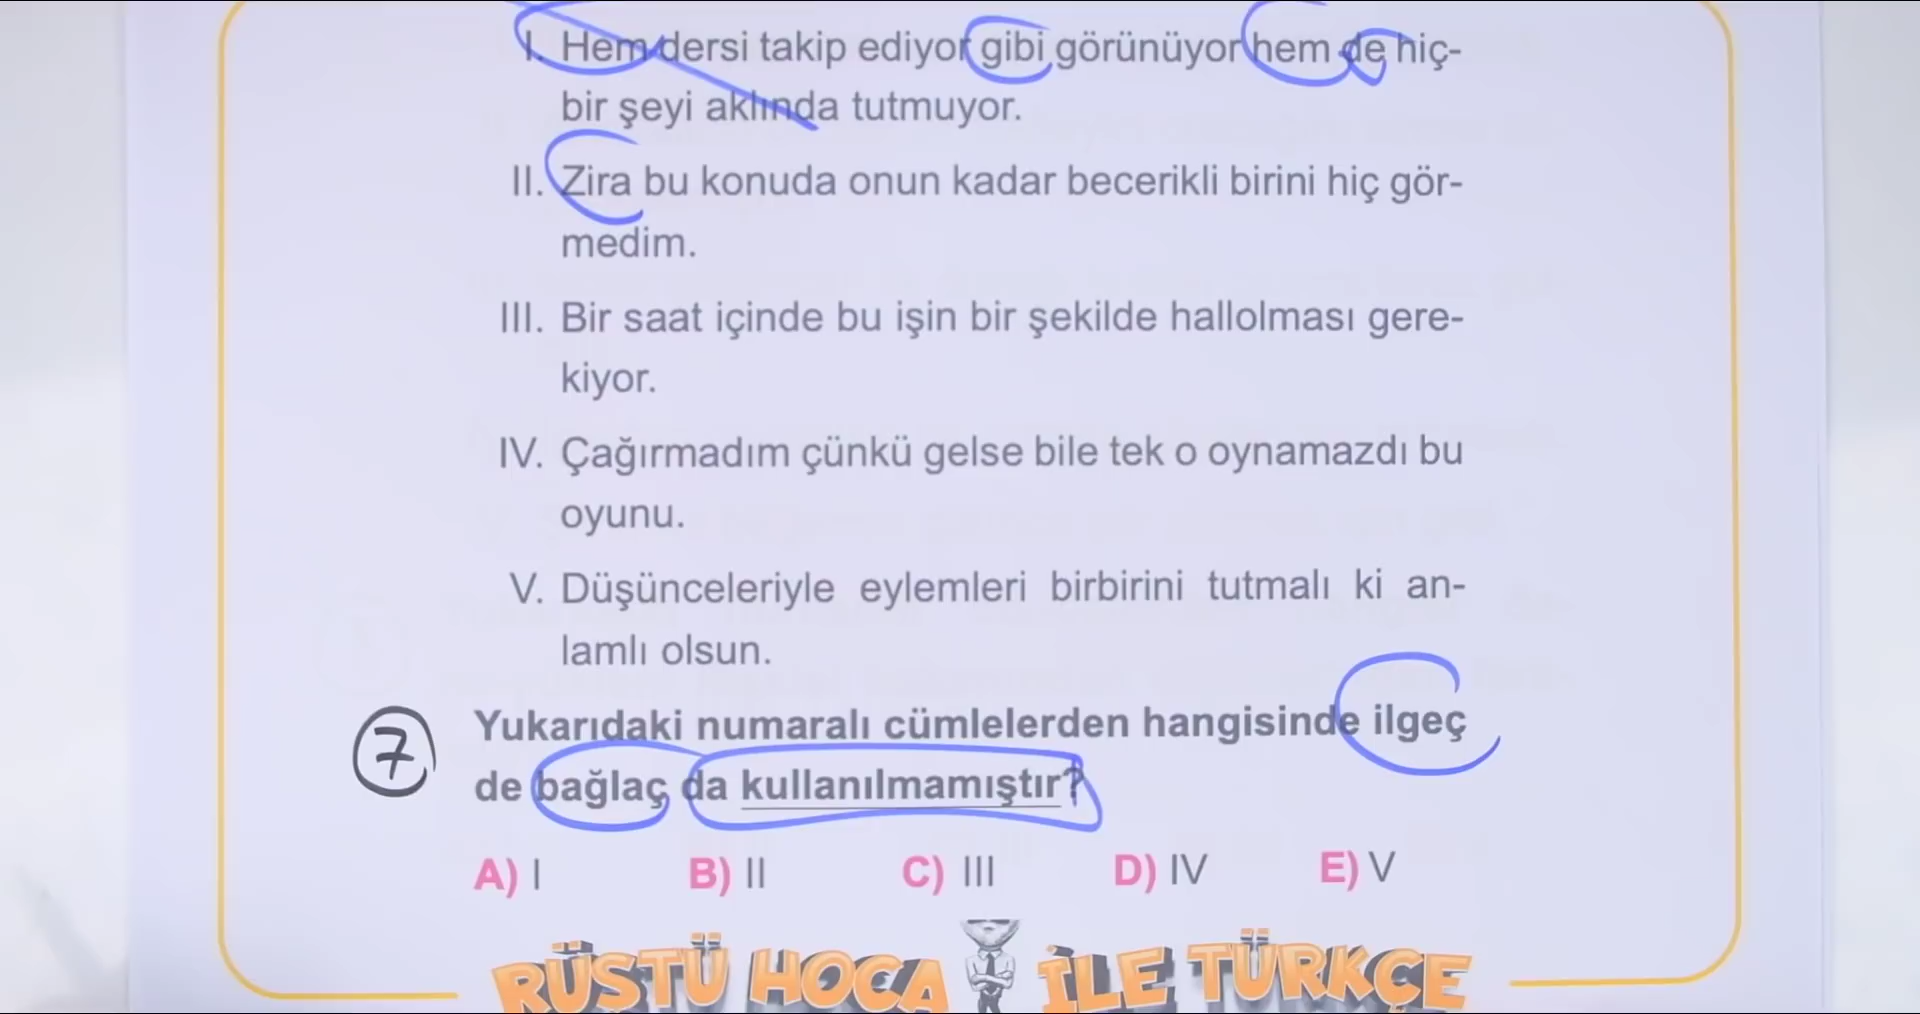 I. Hem dersi takip ediyor gibi görünüyor hem de hiç-
bir şeyi aklında tutmuyor.
II. Zira bu konuda onun kadar becerikli birini hiç gör-
medim.
III. Bir saat içinde bu işin bir şekilde hallolması gere-
kiyor.
IV. Çağırmadım çünkü gelse bile tek o oynamazdı bu
oyunu.
V. Düşünceleriyle eylemleri birbirini tutmalı ki an-
lamlı olsun.
7 Yukarıdaki numaralı cümlelerden hangisinde ilgeç
de bağlaç da kullanılmamıştır?
A) I B) II C) III D) IV E) V
RÜŞTÜ HOCA İLE TÜRKÇE